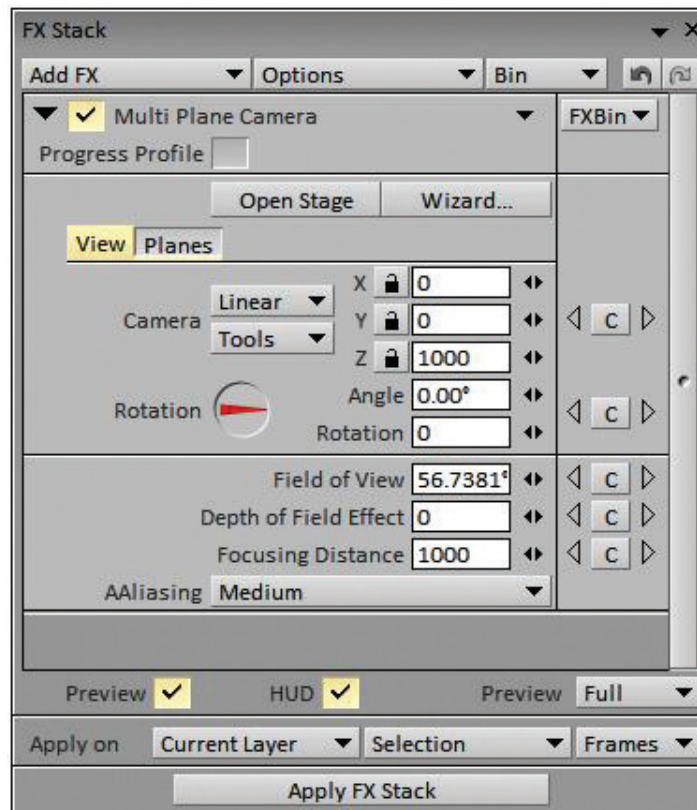 FX Stack
Add FX Options Bin
Multi Plane Camera FXBin
Progress Profile
Open Stage Wizard...
View Planes
X 0
Linear
Camera Y 0 C
Tools
Z 1000
Angle 0.00°
Rotation C
Rotation 0
Field of View 56.7381° C
Depth of Field Effect 0 C
Focusing Distance 1000 C
AAliasing Medium
Preview HUD Preview Full
Apply on Current Layer Selection Frames
Apply FX Stack